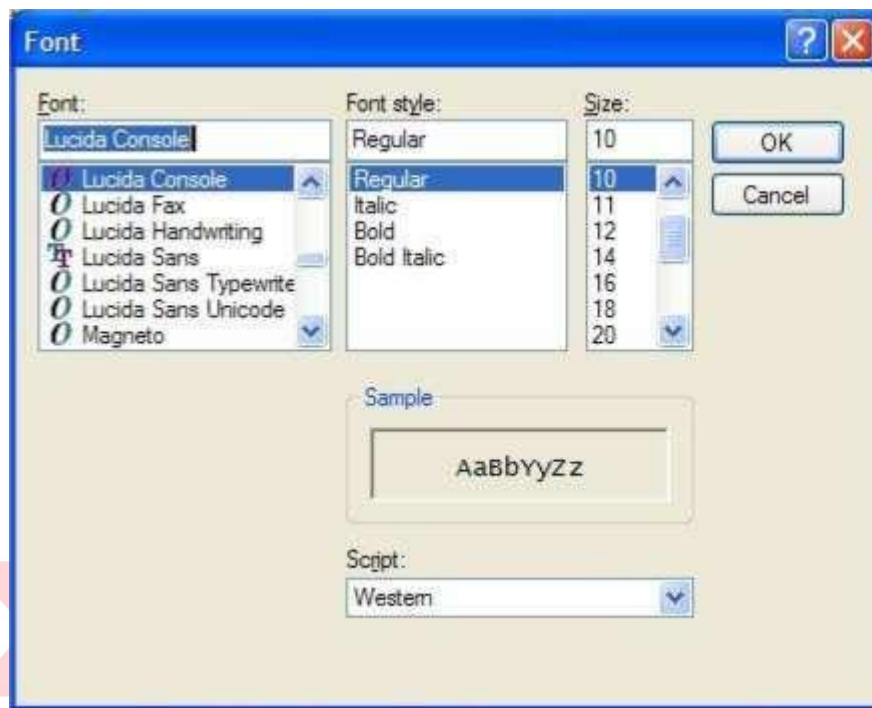 Font
Font:
Font style:
Size:
Lucida Console
Regular
10
OK
Cancel
Lucida Console
Lucida Fax
Lucida Handwriting
Lucida Sans
Lucida Sans Typewrite
Lucida Sans Unicode
Magneto
Regular
Italic
Bold
Bold Italic
10
11
12
14
16
18
20
Sample
AaBbYyZz
Script:
Western